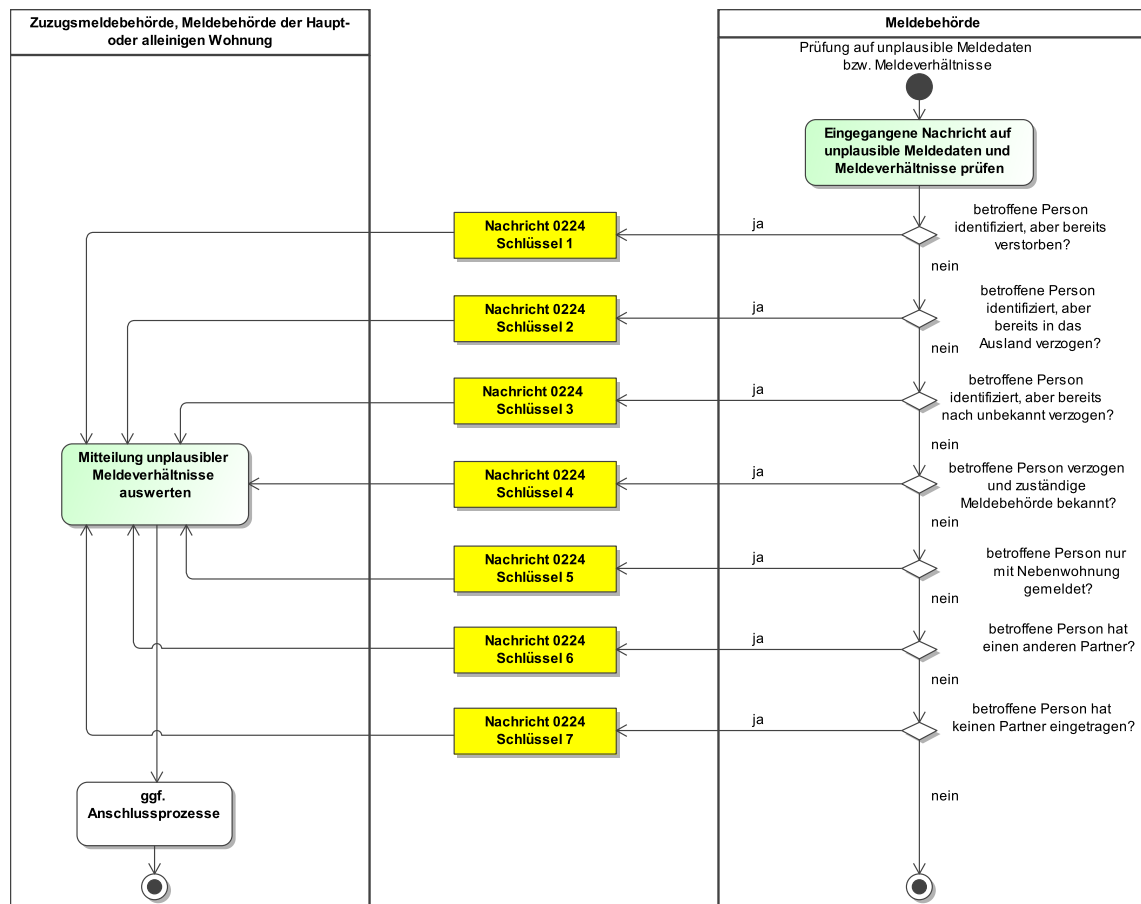 Zuzugsmeldebehörde, Meldebehörde der Haupt-
oder alleinigen Wohnung
Meldebehörde
Prüfung auf unplausible Meldedaten
bzw. Meldeverhältnisse
Eingegangene Nachricht auf
unplausible Meldedaten und
Meldeverhältnisse prüfen
betroffene Person
identifiziert, aber bereits
verstorben?
ja
Nachricht 0224
Schlüssel 1
nein
betroffene Person
identifiziert, aber
bereits in das
Ausland verzogen?
ja
Nachricht 0224
Schlüssel 2
nein
betroffene Person
identifiziert, aber bereits
nach unbekannt verzogen?
ja
Nachricht 0224
Schlüssel 3
nein
betroffene Person verzogen
und zuständige
Meldebehörde bekannt?
ja
Nachricht 0224
Schlüssel 4
Mitteilung unplausibler
Meldeverhältnisse
auswerten
nein
betroffene Person nur
mit Nebenwohnung
gemeldet?
ja
Nachricht 0224
Schlüssel 5
nein
betroffene Person hat
einen anderen Partner?
ja
Nachricht 0224
Schlüssel 6
nein
betroffene Person hat
keinen Partner eingetragen?
ja
Nachricht 0224
Schlüssel 7
nein
ggf.
Anschlussprozesse